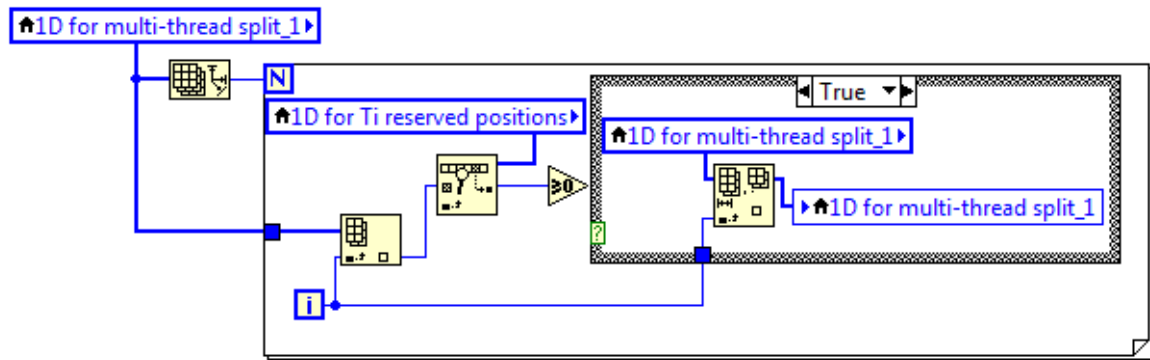 1D for multi-thread split_1
N
1D for Ti reserved positions
True
1D for multi-thread split_1
≥0
1D for multi-thread split_1
?
i